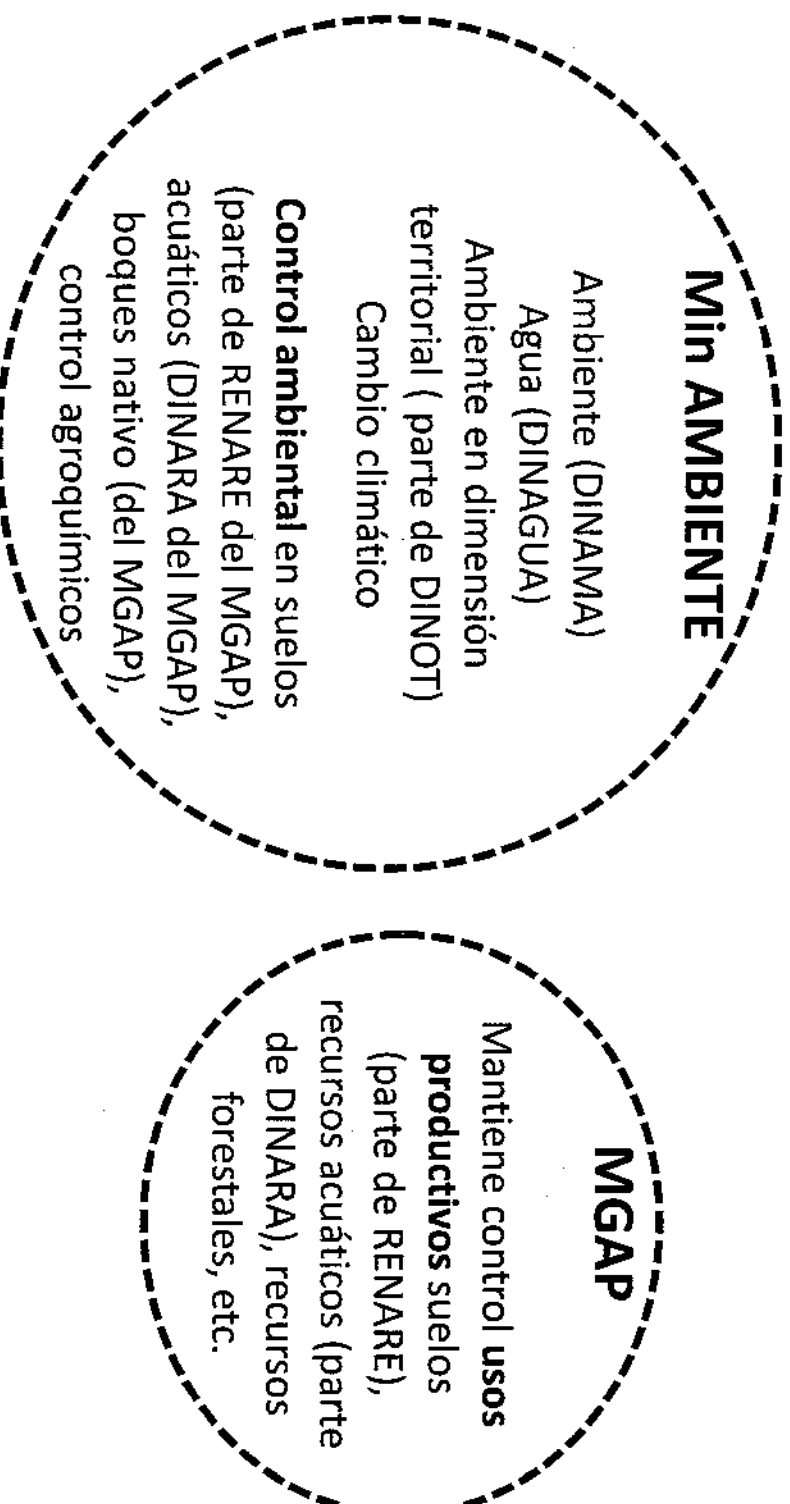 Min AMBIENTE
Ambiente (DINAMA)
Agua (DINAGUA)
Ambiente en dimensión
territorial ( parte de DINOT)
Cambio climático
Control ambiental en suelos
(parte de RENARE del MGAP),
acuáticos (DINARA del MGAP),
boques nativo (del MGAP),
control agroquímicos
MGAP
Mantiene control usos
productivos suelos
(parte de RENARE),
recursos acuáticos (parte
de DINARA), recursos
forestales, etc.